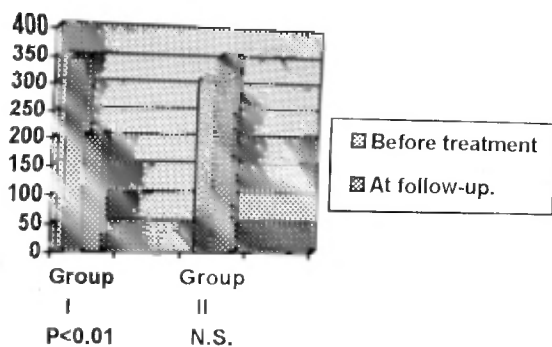 400
350
300
250
200
150
100
50
0
Group Group
I II
P<0.01 N.S.
Before treatment
At follow-up.